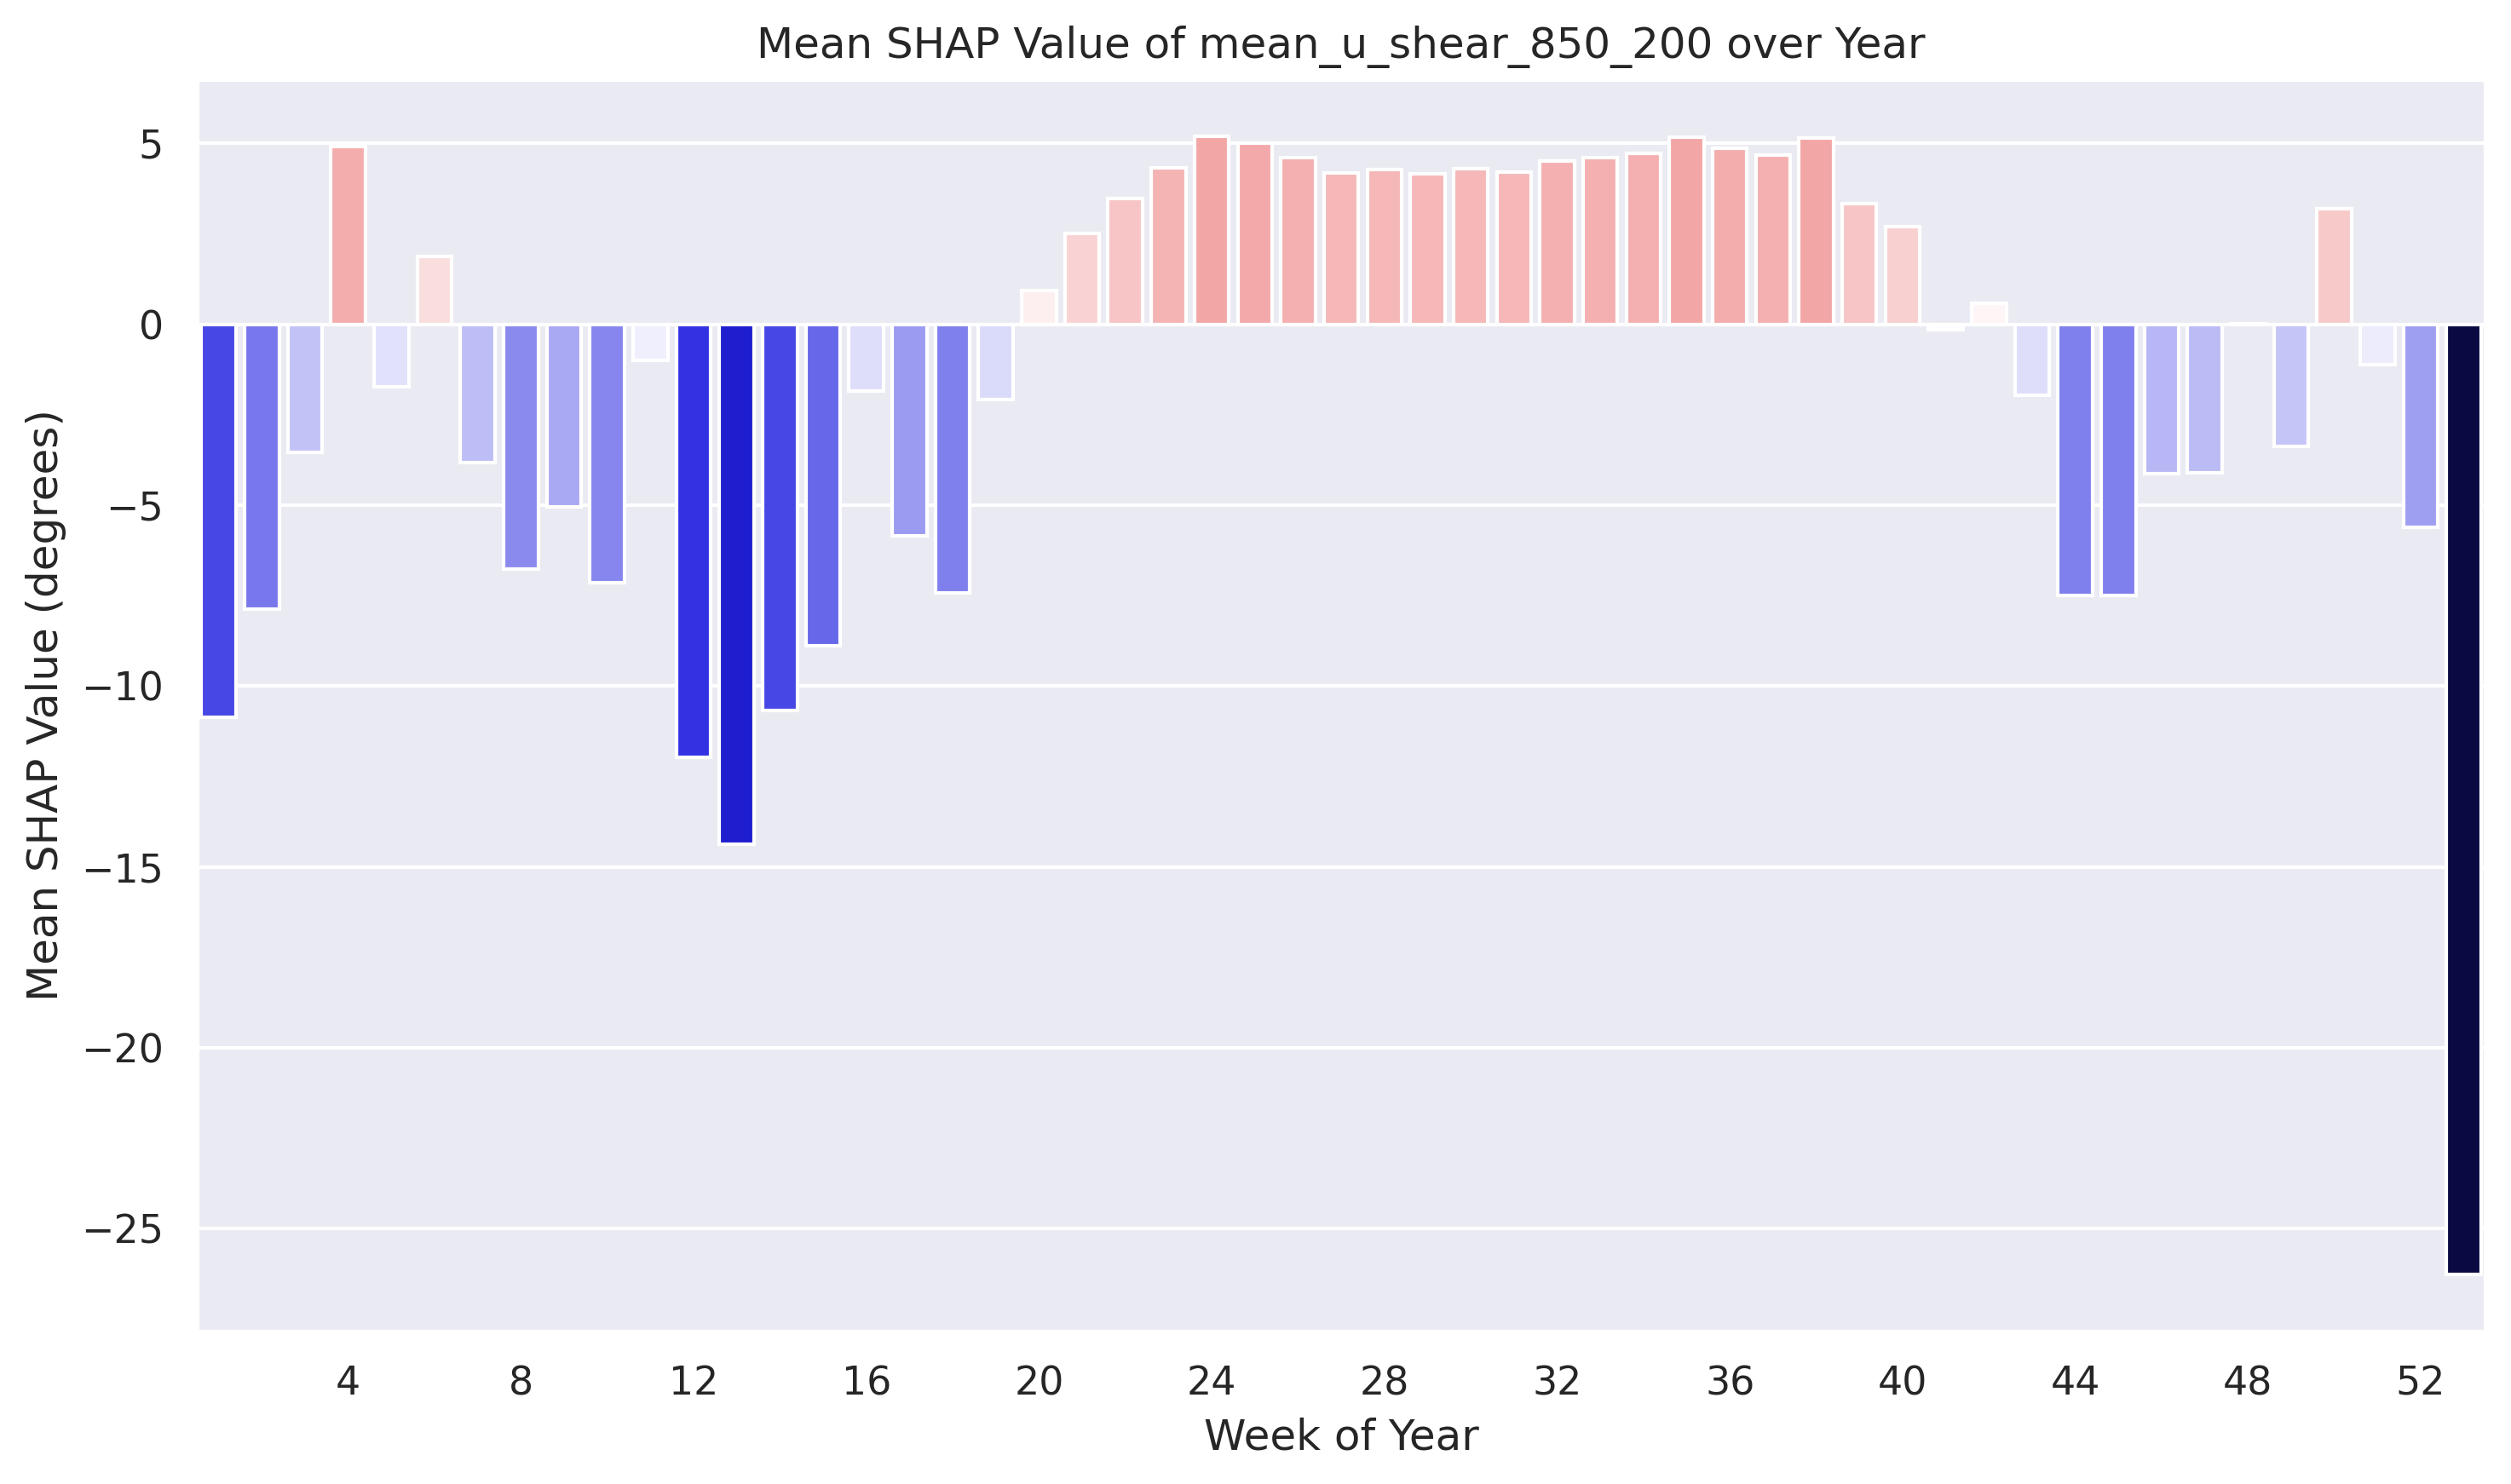 Mean SHAP Value of mean_u_shear_850_200 over Year
Mean SHAP Value (degrees)
5
0
−5
−10
−15
−20
−25
4 8 12 16 20 24 28 32 36 40 44 48 52
Week of Year